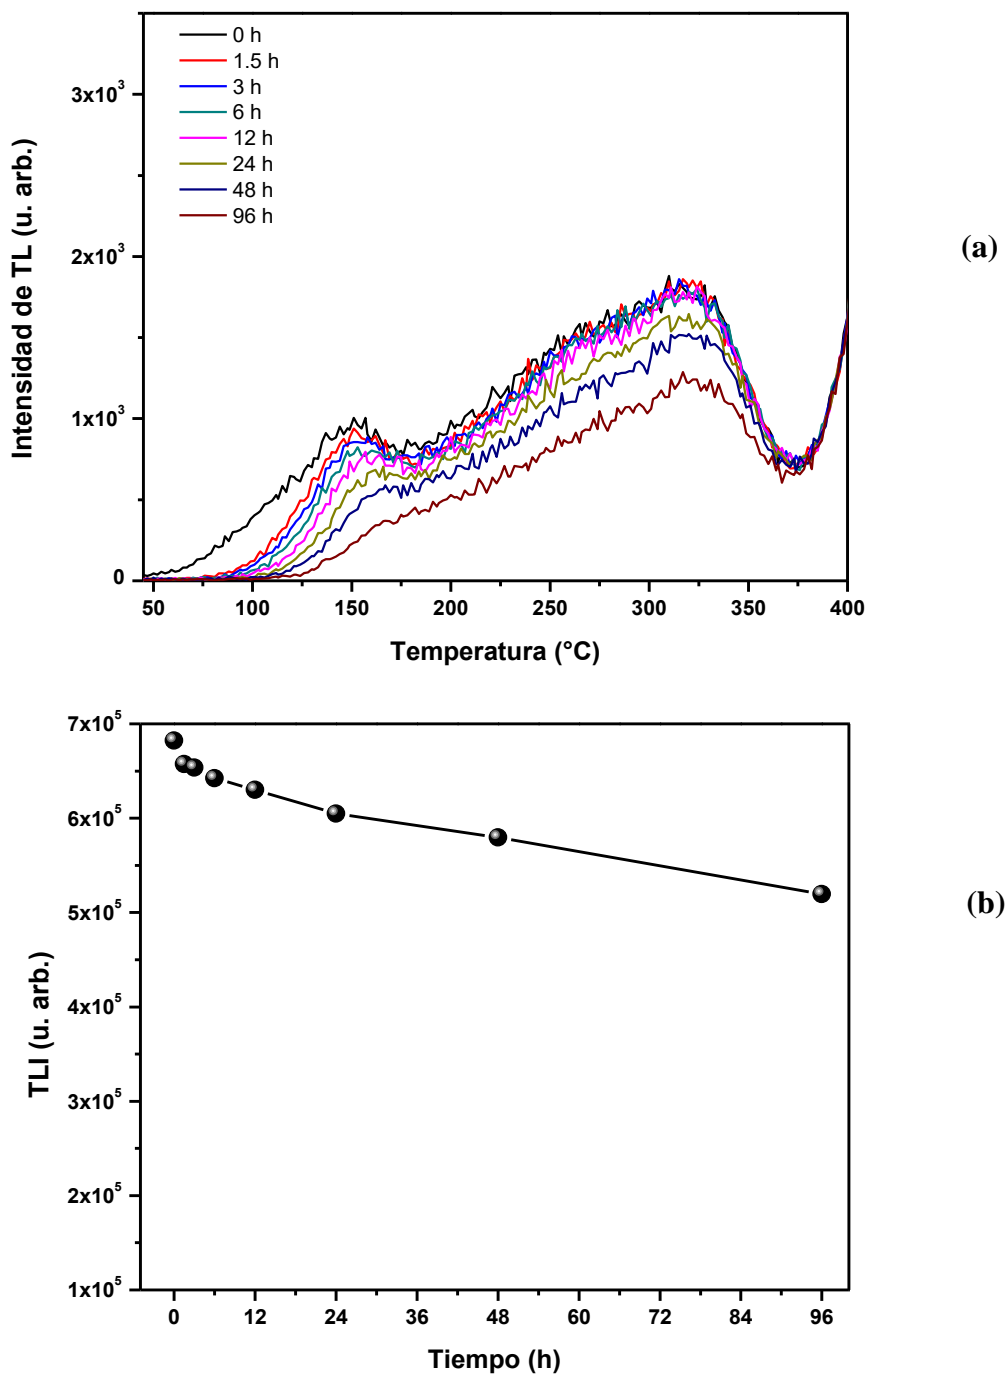 0 h
1.5 h
3 h
6 h
12 h
24 h
48 h
96 h
3x10³
2x10³
1x10³
0
Intensidad de TL (u. arb.)
50 100 150 200 250 300 350 400
Temperatura (°C)
(a)
7x10⁵
6x10⁵
5x10⁵
4x10⁵
3x10⁵
2x10⁵
1x10⁵
TLI (u. arb.)
0 12 24 36 48 60 72 84 96
Tiempo (h)
(b)